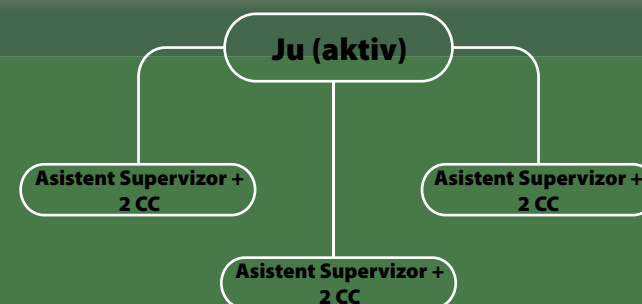 Ju (aktiv)
Asistent Supervizor +
2 CC
Asistent Supervizor +
2 CC
Asistent Supervizor +
2 CC